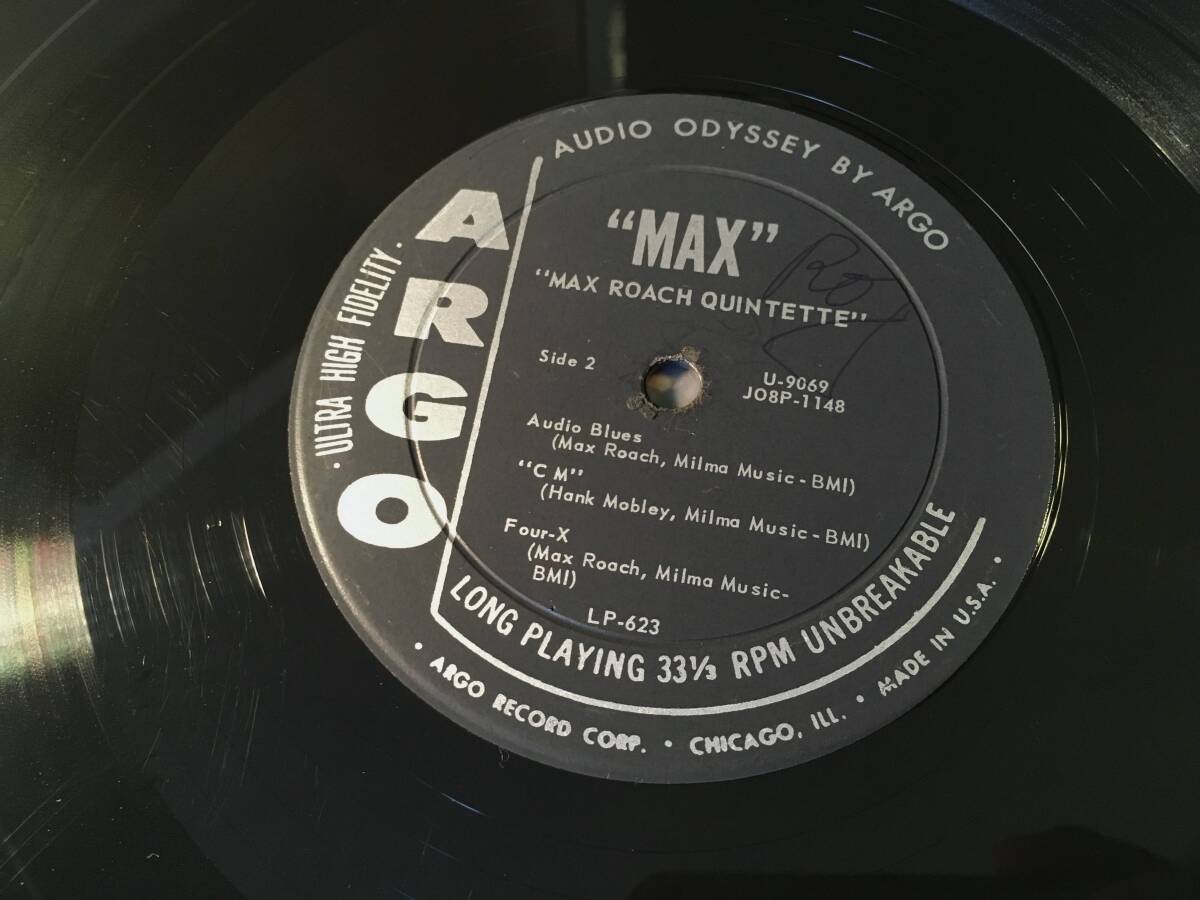 AUDIO ODYSSEY BY ARGO
ARGO
· ULTRA HIGH FIDELITY ·
"MAX"
"MAX ROACH QUINTETTE"
Side 2
U-9069
JO8P-1148
Audio Blues
(Max Roach, Milma Music - BMI)
"C M"
(Hank Mobley, Milma Music - BMI)
Four-X
(Max Roach, Milma Music-
BMI)
LP-623
LONG PLAYING 33⅓ RPM UNBREAKABLE
· ARGO RECORD CORP. · CHICAGO, ILL. · MADE IN U.S.A. ·